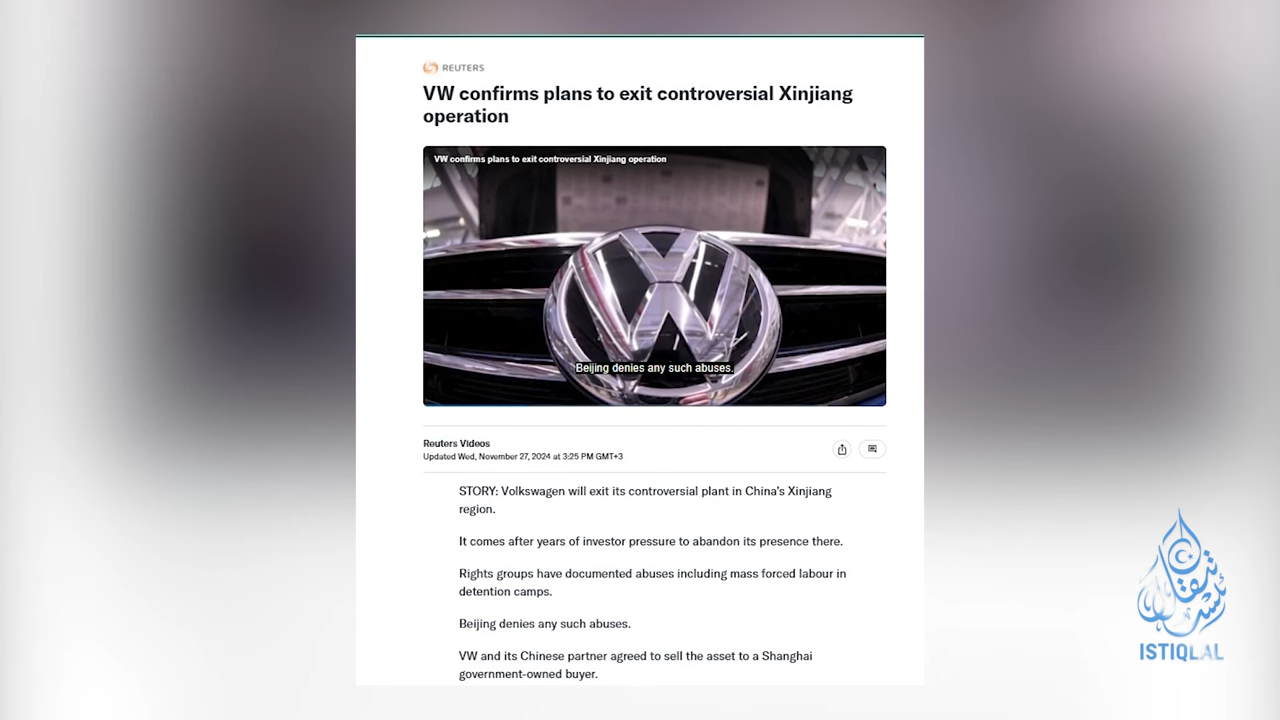 REUTERS
VW confirms plans to exit controversial Xinjiang
operation
VW confirms plans to exit controversial Xinjiang operation
Beijing denies any such abuses.
Reuters Videos
Updated Wed, November 27, 2024 at 3:25 PM GMT+3
STORY: Volkswagen will exit its controversial plant in China's Xinjiang
region.
It comes after years of investor pressure to abandon its presence there.
Rights groups have documented abuses including mass forced labour in
detention camps.
Beijing denies any such abuses.
VW and its Chinese partner agreed to sell the asset to a Shanghai
government-owned buyer.
ISTIQLAL